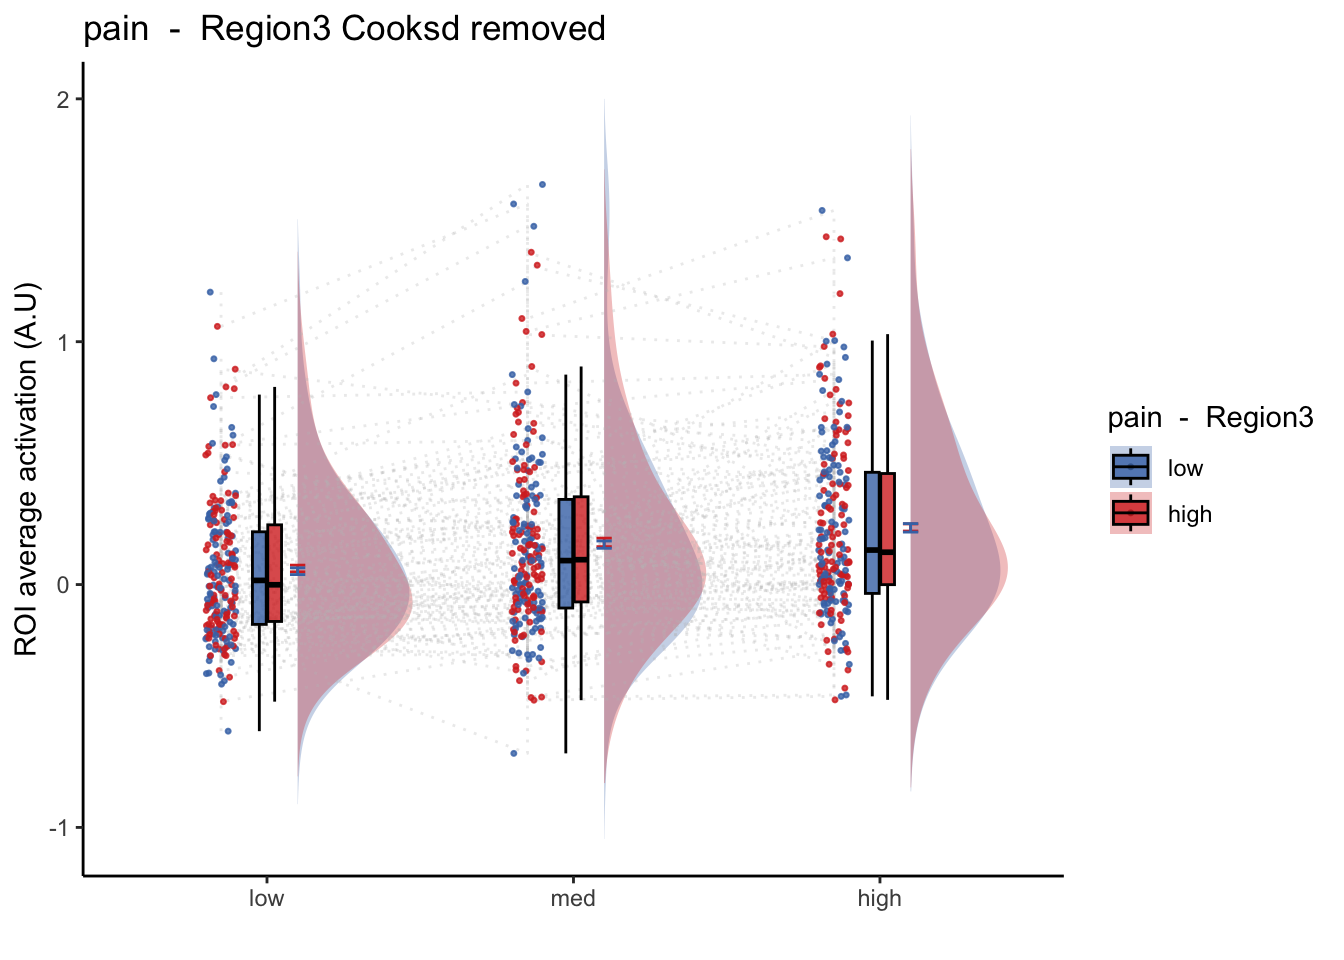 pain - Region3 Cooksd removed
ROI average activation (A.U)
2
1
0
-1
low
med
high
pain - Region3
low
high